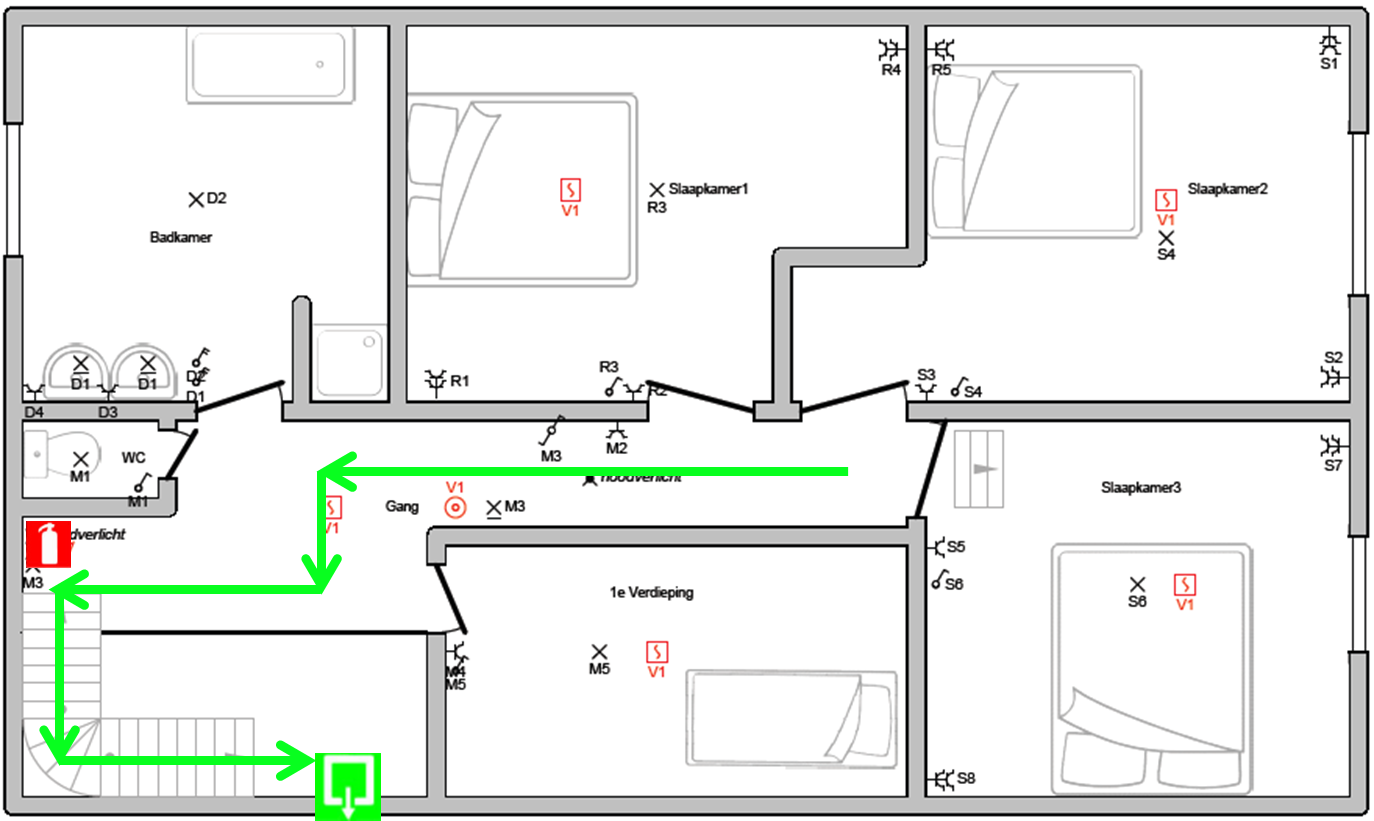 R4
R5
S1
V1
Slaapkamer1
R3
Slaapkamer2
V1
S4
D2
Badkamer
S2
R3
S3
S4
R1
R2
D1
D1
D2
D1
D4
D3
M3
M2
WC
M1
M1
S7
Slaapkamer3
noodverlicht
V1
Gang
M3
V1
dverlicht
M3
S5
S6
1e Verdieping
S6
V1
M5
V1
M4
M5
S8